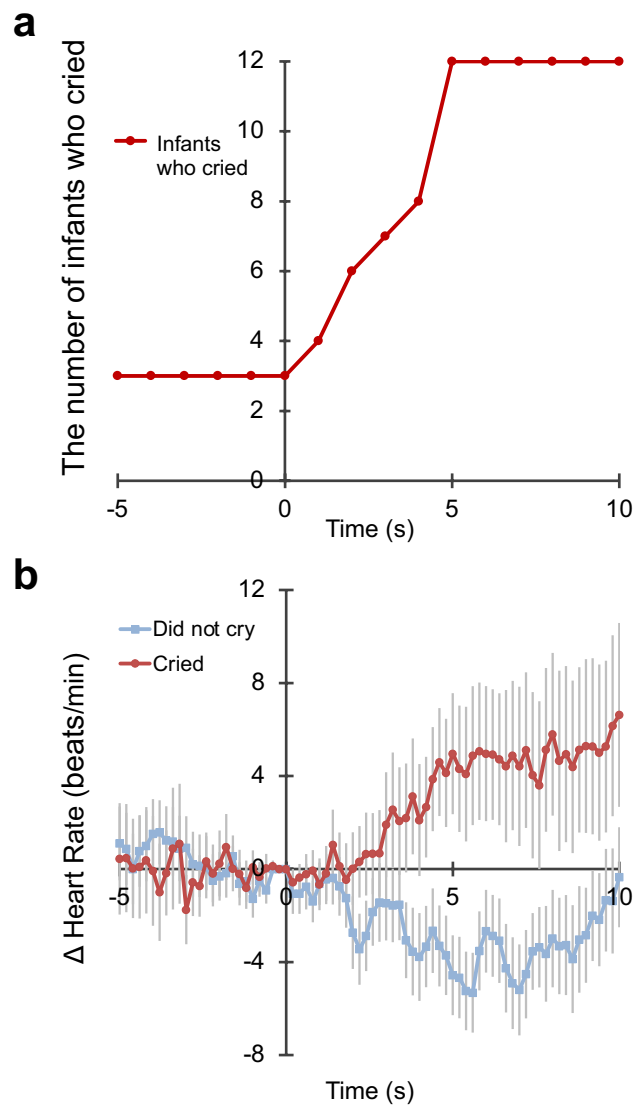 a
The number of infants who cried
12
10
8
6
4
2
0
Infants
who cried
-5
0
5
10
Time (s)
b
Δ Heart Rate (beats/min)
12
8
4
0
-4
-8
Did not cry
Cried
-5
5
10
Time (s)